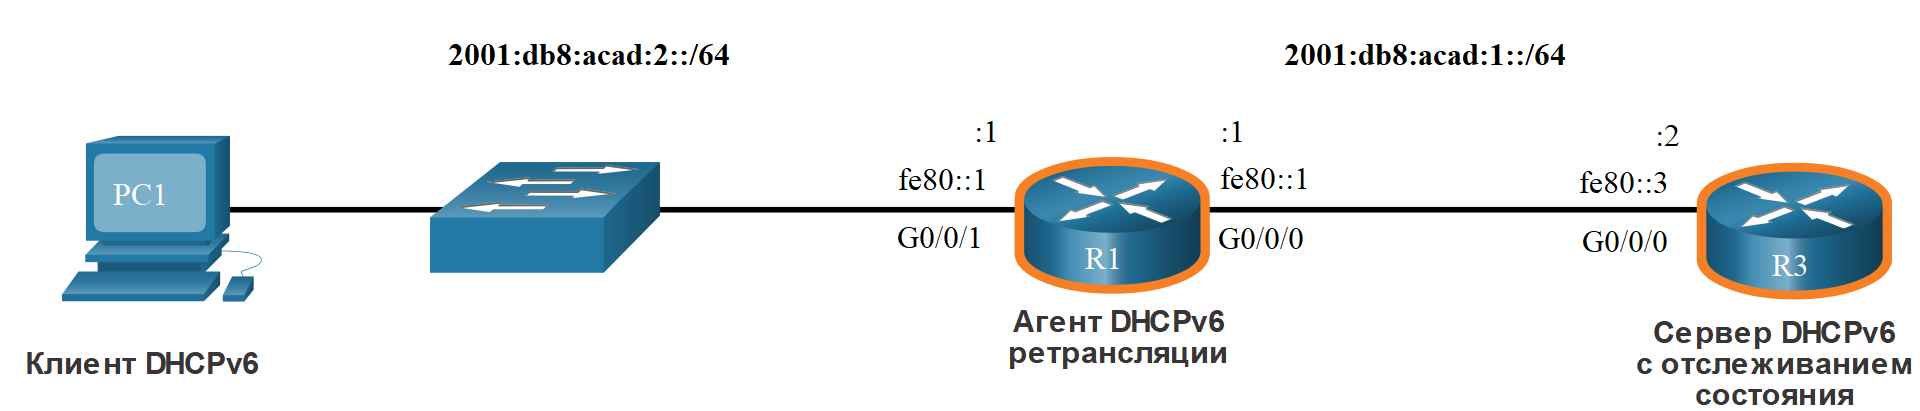 2001:db8:acad:2::/64
2001:db8:acad:1::/64
:1
:1
:2
fe80::1
fe80::1
fe80::3
PC1
G0/0/1
G0/0/0
G0/0/0
R1
R3
Агент DHCPv6
ретрансляции
Сервер DHCPv6
с отслеживанием
состояния
Клиент DHCPv6